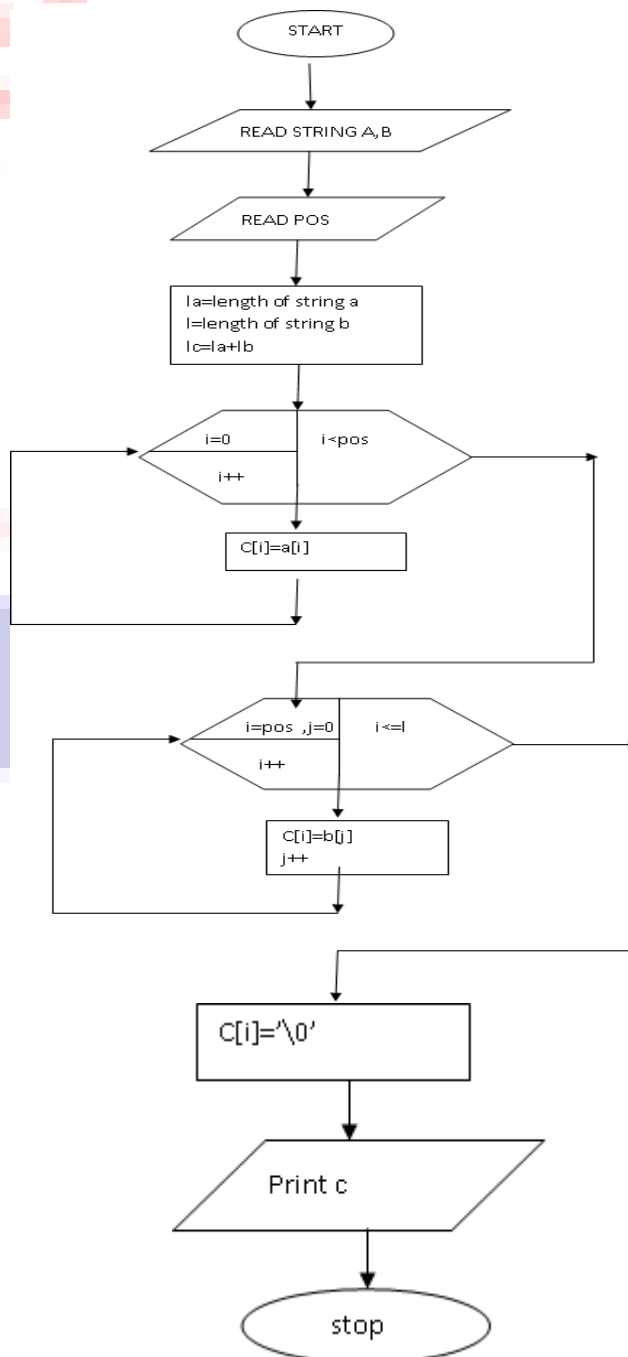 START
READ STRING A,B
READ POS
la=length of string a
l=length of string b
lc=la+lb
i=0
i<pos
i++
C[i]=a[i]
i=pos ,j=0
i<=l
i++
C[i]=b[j]
j++
C[i]='\0'
Print c
stop